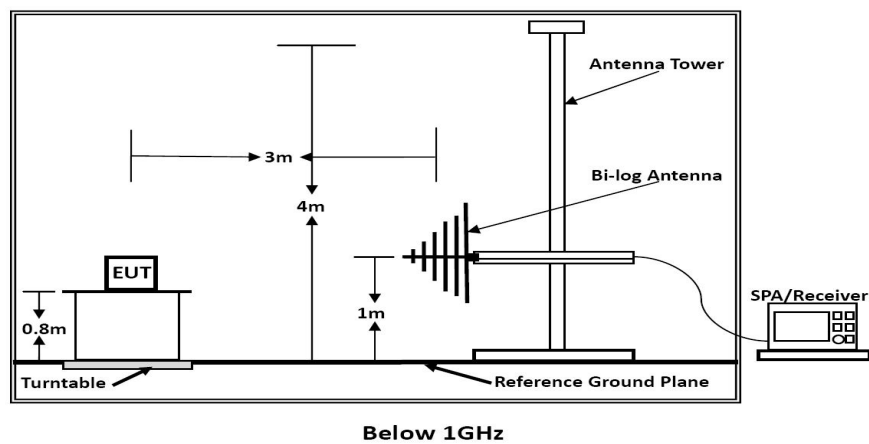 Antenna Tower
3m
Bi-log Antenna
4m
EUT
SPA/Receiver
0.8m
1m
Turntable
Reference Ground Plane
Below 1GHz